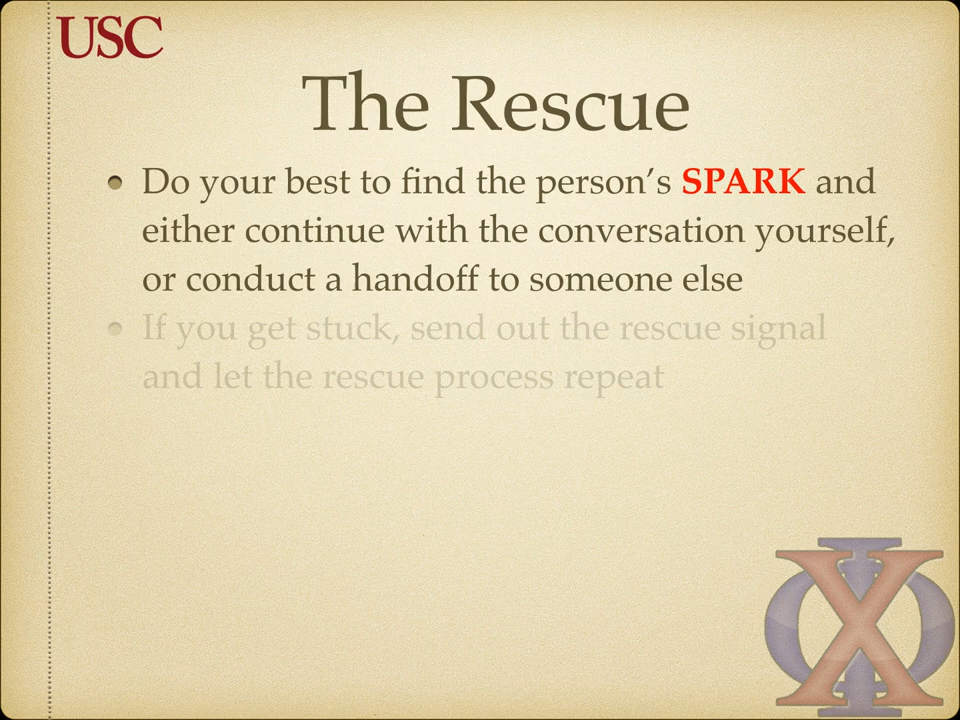 USC
The Rescue
Do your best to find the person’s SPARK and
either continue with the conversation yourself,
or conduct a handoff to someone else
If you get stuck, send out the rescue signal
and let the rescue process repeat
ΦΧ